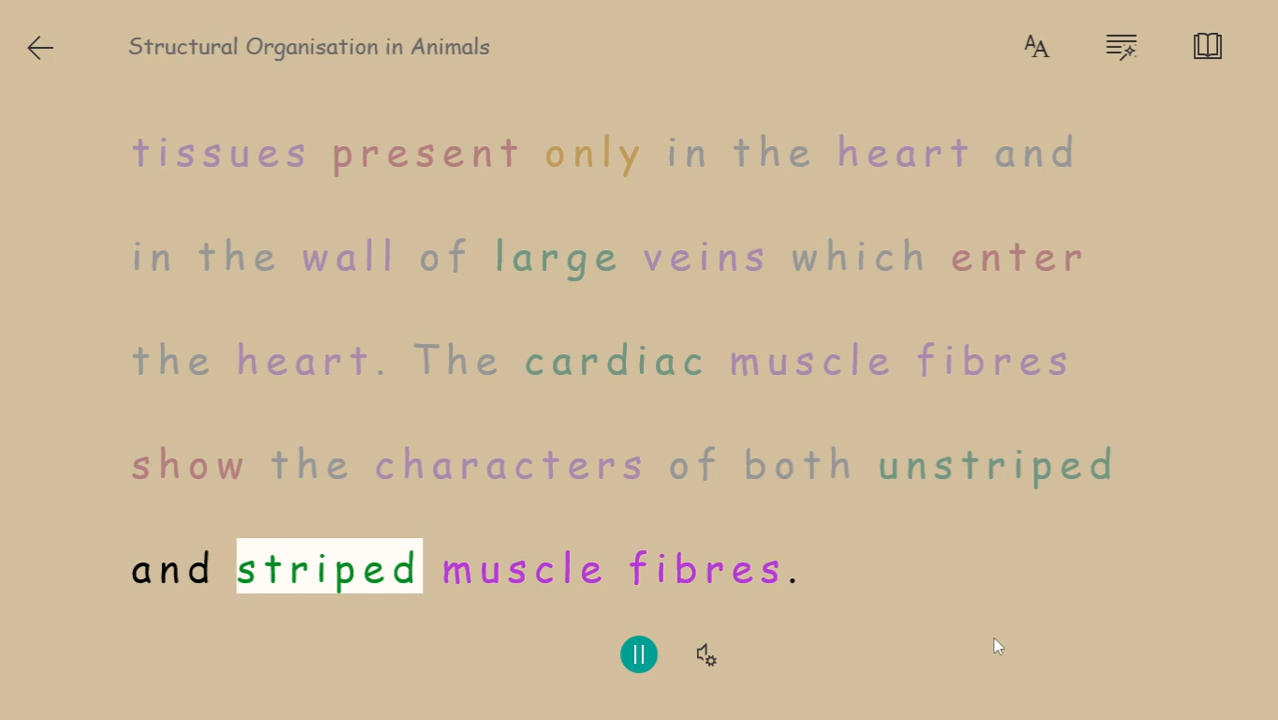 Structural Organisation in Animals
tissues present only in the heart and
in the wall of large veins which enter
the heart. The cardiac muscle fibres
show the characters of both unstriped
and striped muscle fibres.